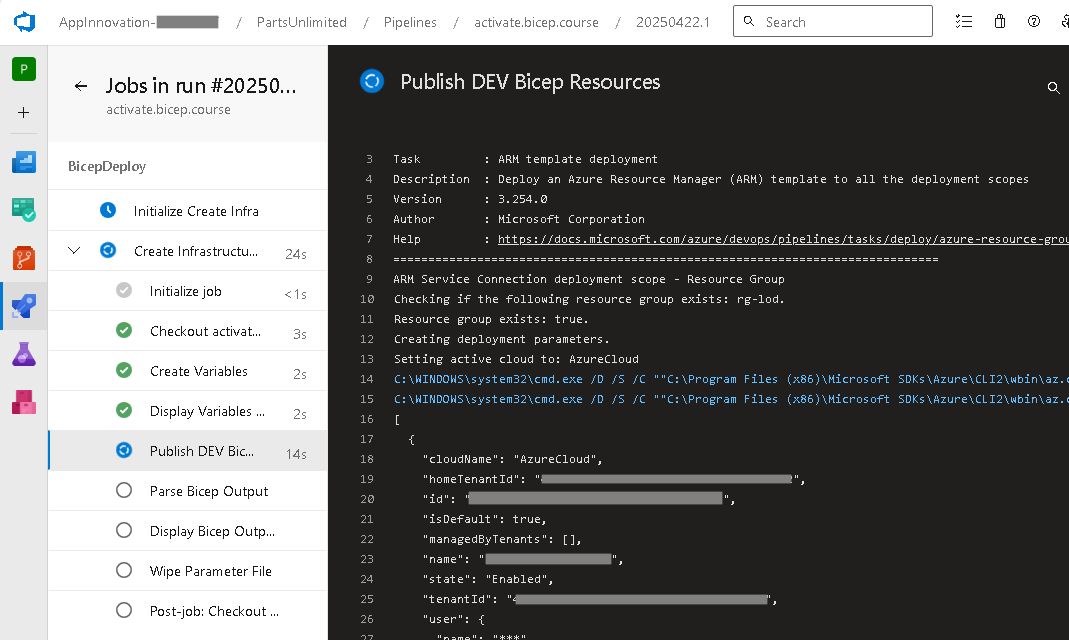 AppInnovation- / PartsUnlimited / Pipelines / activate.bicep.course / 20250422.1
Search
P
Jobs in run #20250...
activate.bicep.course
BicepDeploy
Initialize Create Infra
Create Infrastructu... 24s
Initialize job <1s
Checkout activat... 3s
Create Variables 2s
Display Variables ... 2s
Publish DEV Bic... 14s
Parse Bicep Output
Display Bicep Outp...
Wipe Parameter File
Post-job: Checkout ...
Publish DEV Bicep Resources
3 Task : ARM template deployment
4 Description : Deploy an Azure Resource Manager (ARM) template to all the deployment scopes
5 Version : 3.254.0
6 Author : Microsoft Corporation
7 Help : https://docs.microsoft.com/azure/devops/pipelines/tasks/deploy/azure-resource-grou
8 ==============================================================================
9 ARM Service Connection deployment scope - Resource Group
10 Checking if the following resource group exists: rg-lod.
11 Resource group exists: true.
12 Creating deployment parameters.
13 Setting active cloud to: AzureCloud
14 C:\WINDOWS\system32\cmd.exe /D /S /C ""C:\Program Files (x86)\Microsoft SDKs\Azure\CLI2\wbin\az.c
15 C:\WINDOWS\system32\cmd.exe /D /S /C ""C:\Program Files (x86)\Microsoft SDKs\Azure\CLI2\wbin\az.c
16 [
17 {
18 "cloudName": "AzureCloud",
19 "homeTenantId": "",
20 "id": "",
21 "isDefault": true,
22 "managedByTenants": [],
23 "name": "",
24 "state": "Enabled",
25 "tenantId": "",
26 "user": {
27 "name": "***"